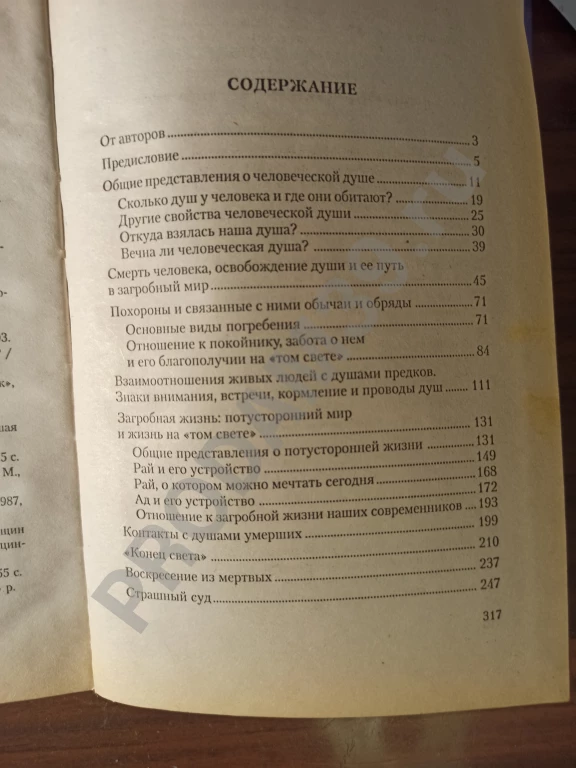 СОДЕРЖАНИЕ
От авторов 3
Предисловие 5
Общие представления о человеческой душе 11
Сколько душ у человека и где они обитают? 19
Другие свойства человеческой души 25
Откуда взялась наша душа? 30
Вечна ли человеческая душа? 39
Смерть человека, освобождение души и ее путь
в загробный мир 45
Похороны и связанные с ними обычаи и обряды 71
Основные виды погребения 71
Отношение к покойнику, забота о нем
и его благополучии на «том свете» 84
Взаимоотношения живых людей с душами предков.
Знаки внимания, встречи, кормление и проводы душ 111
Загробная жизнь: потусторонний мир
и жизнь на «том свете» 131
Общие представления о потусторонней жизни 131
Рай и его устройство 149
Рай, о котором можно мечтать сегодня 168
Ад и его устройство 172
Отношение к загробной жизни наших современников 193
Контакты с душами умерших 199
«Конец света» 210
Воскресение из мертвых 237
Страшный суд 247
317